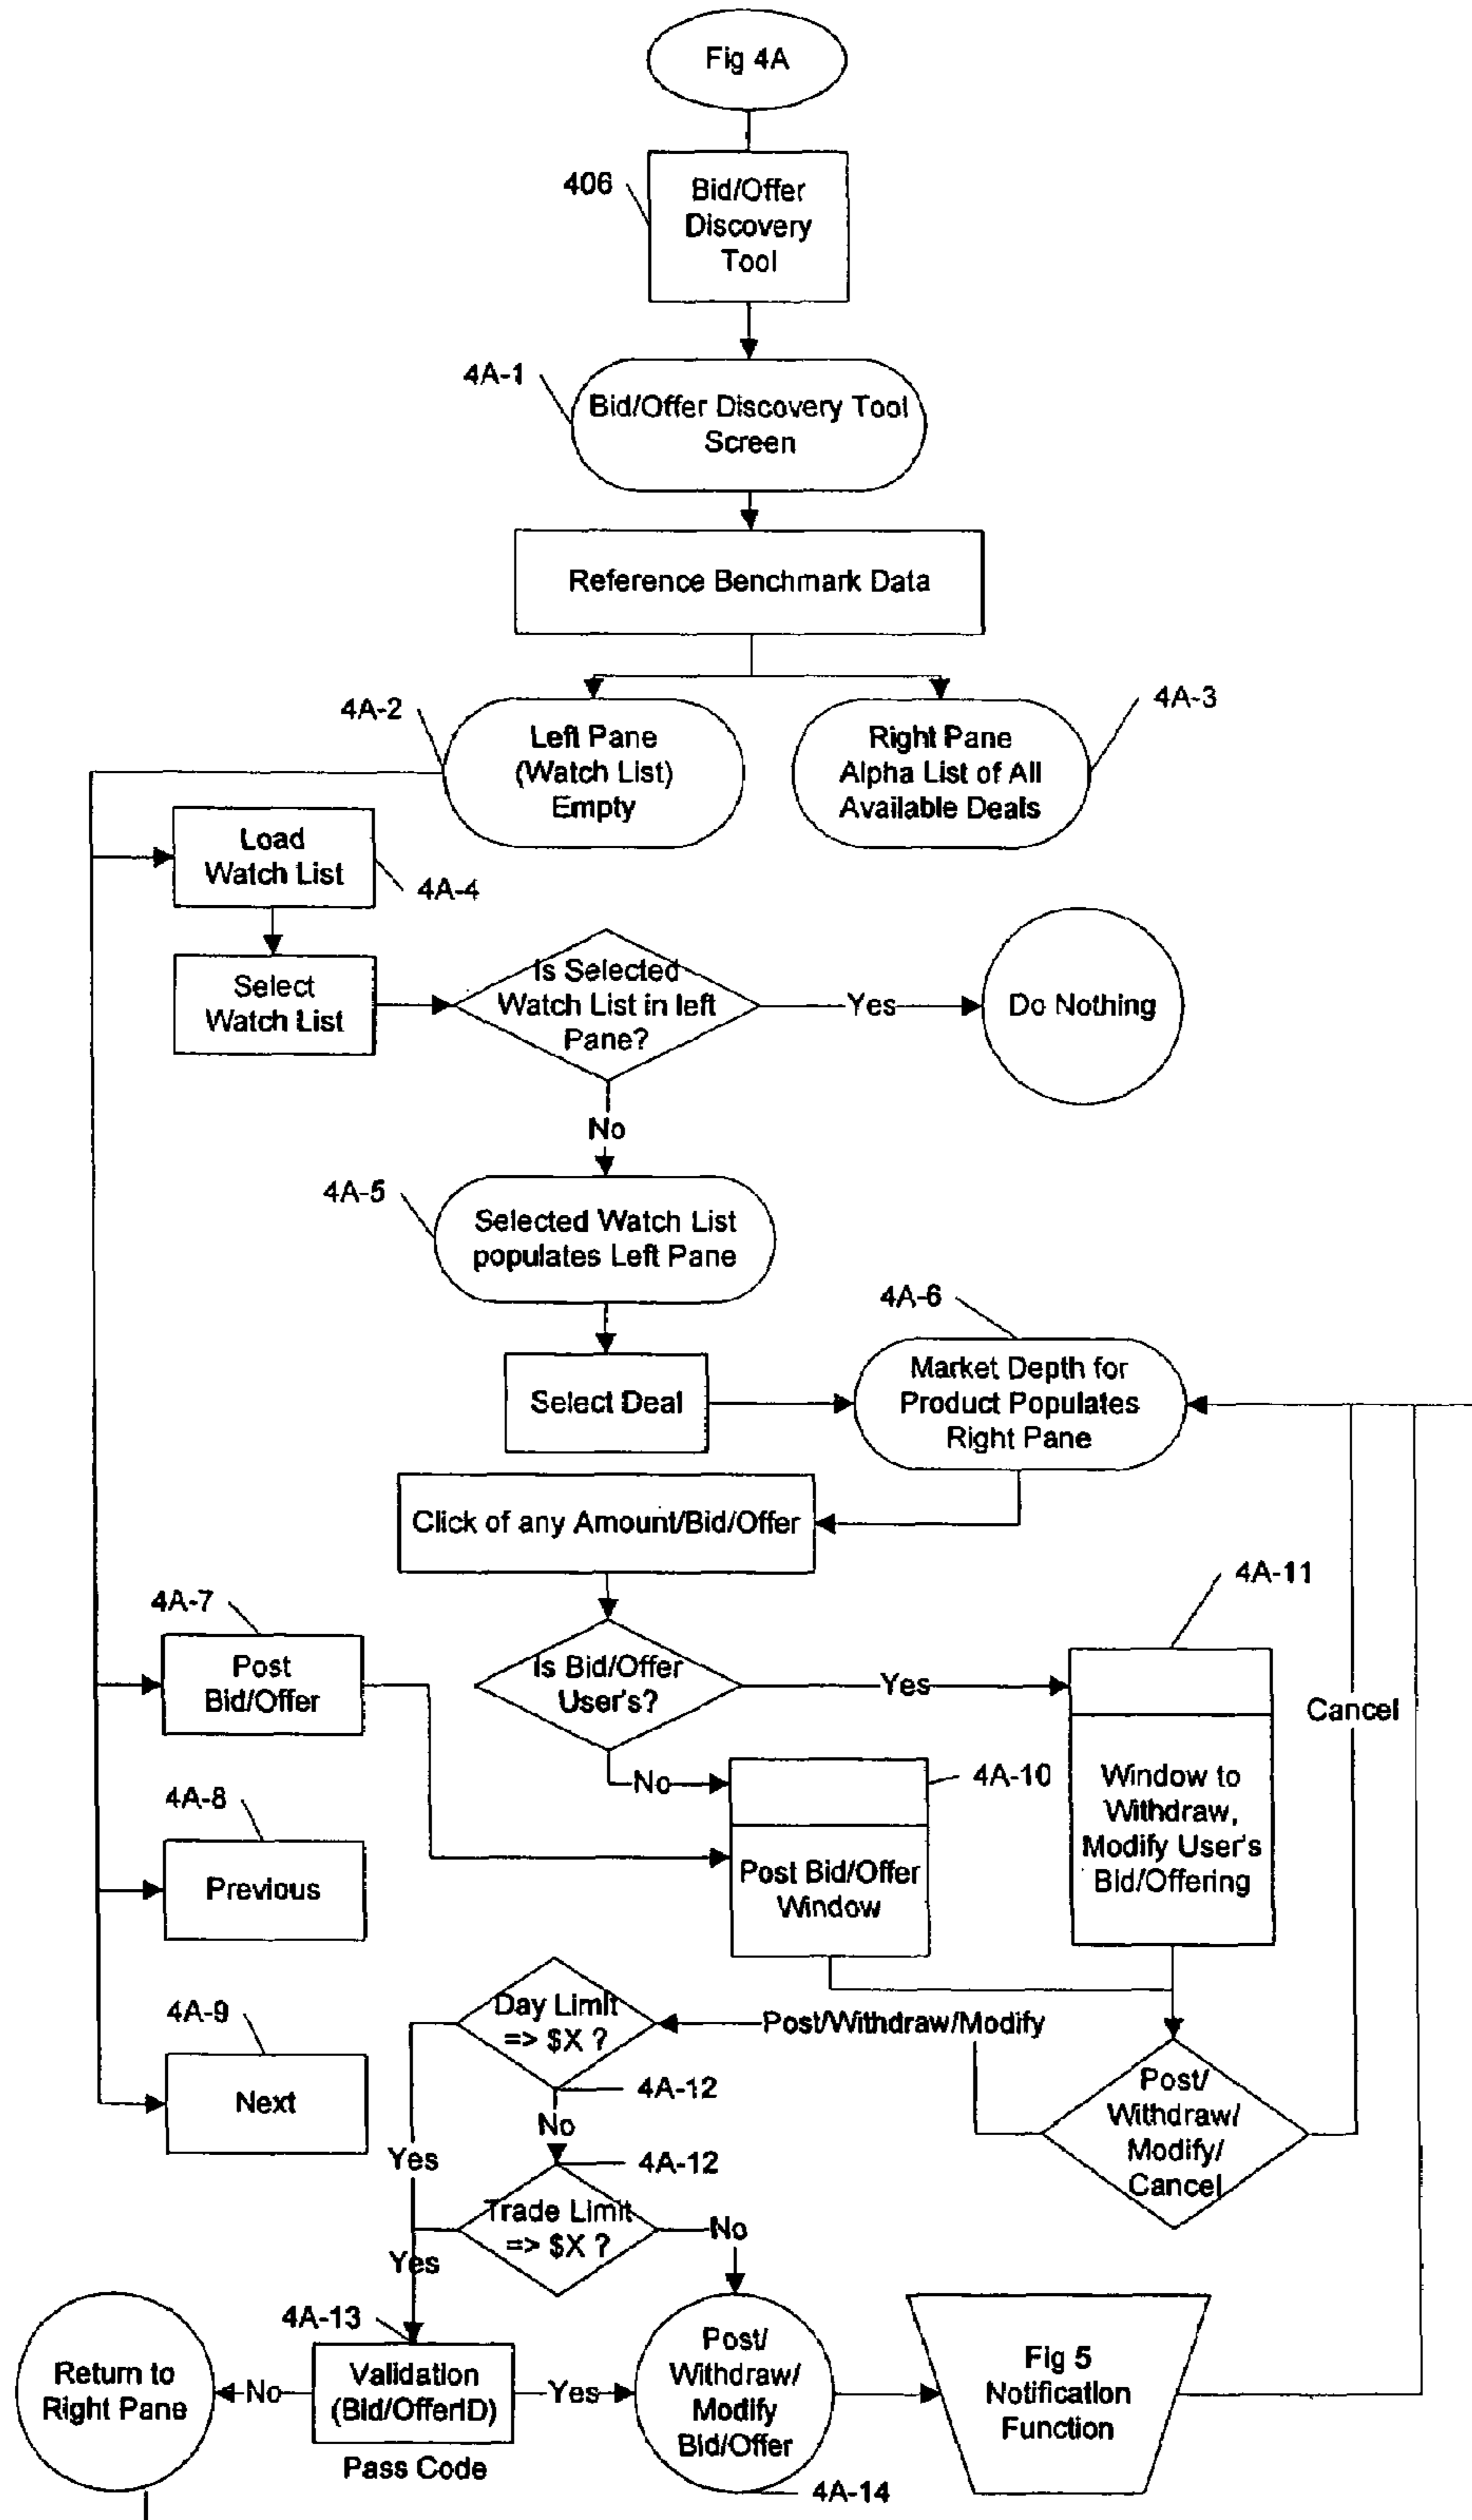 Fig 4A
406
Bid/Offer
Discovery
Tool
4A-1
Bid/Offer Discovery Tool
Screen
Reference Benchmark Data
4A-2
Left Pane
(Watch List)
Empty
4A-3
Right Pane
Alpha List of All
Available Deals
Load
Watch List
4A-4
Select
Watch List
Is Selected
Watch List in left
Pane?
Yes
Do Nothing
No
4A-5
Selected Watch List
populates Left Pane
4A-6
Select Deal
Market Depth for
Product Populates
Right Pane
Click of any Amount/Bid/Offer
4A-7
Post
Bid/Offer
Is Bid/Offer
User's?
Yes
4A-11
Cancel
No
4A-10
Window to
Withdraw,
Modify User's
Bid/Offering
4A-8
Previous
Post Bid/Offer
Window
4A-9
Next
Day Limit
=> $X ?
Post/Withdraw/Modify
4A-12
No
Post/
Withdraw/
Modify/
Cancel
Yes
4A-12
Trade Limit
=> $X ?
No
Yes
4A-13
Return to
Right Pane
No
Validation
(Bid/OfferID)
Pass Code
Yes
Post/
Withdraw/
Modify
Bid/Offer
4A-14
Fig 5
Notification
Function